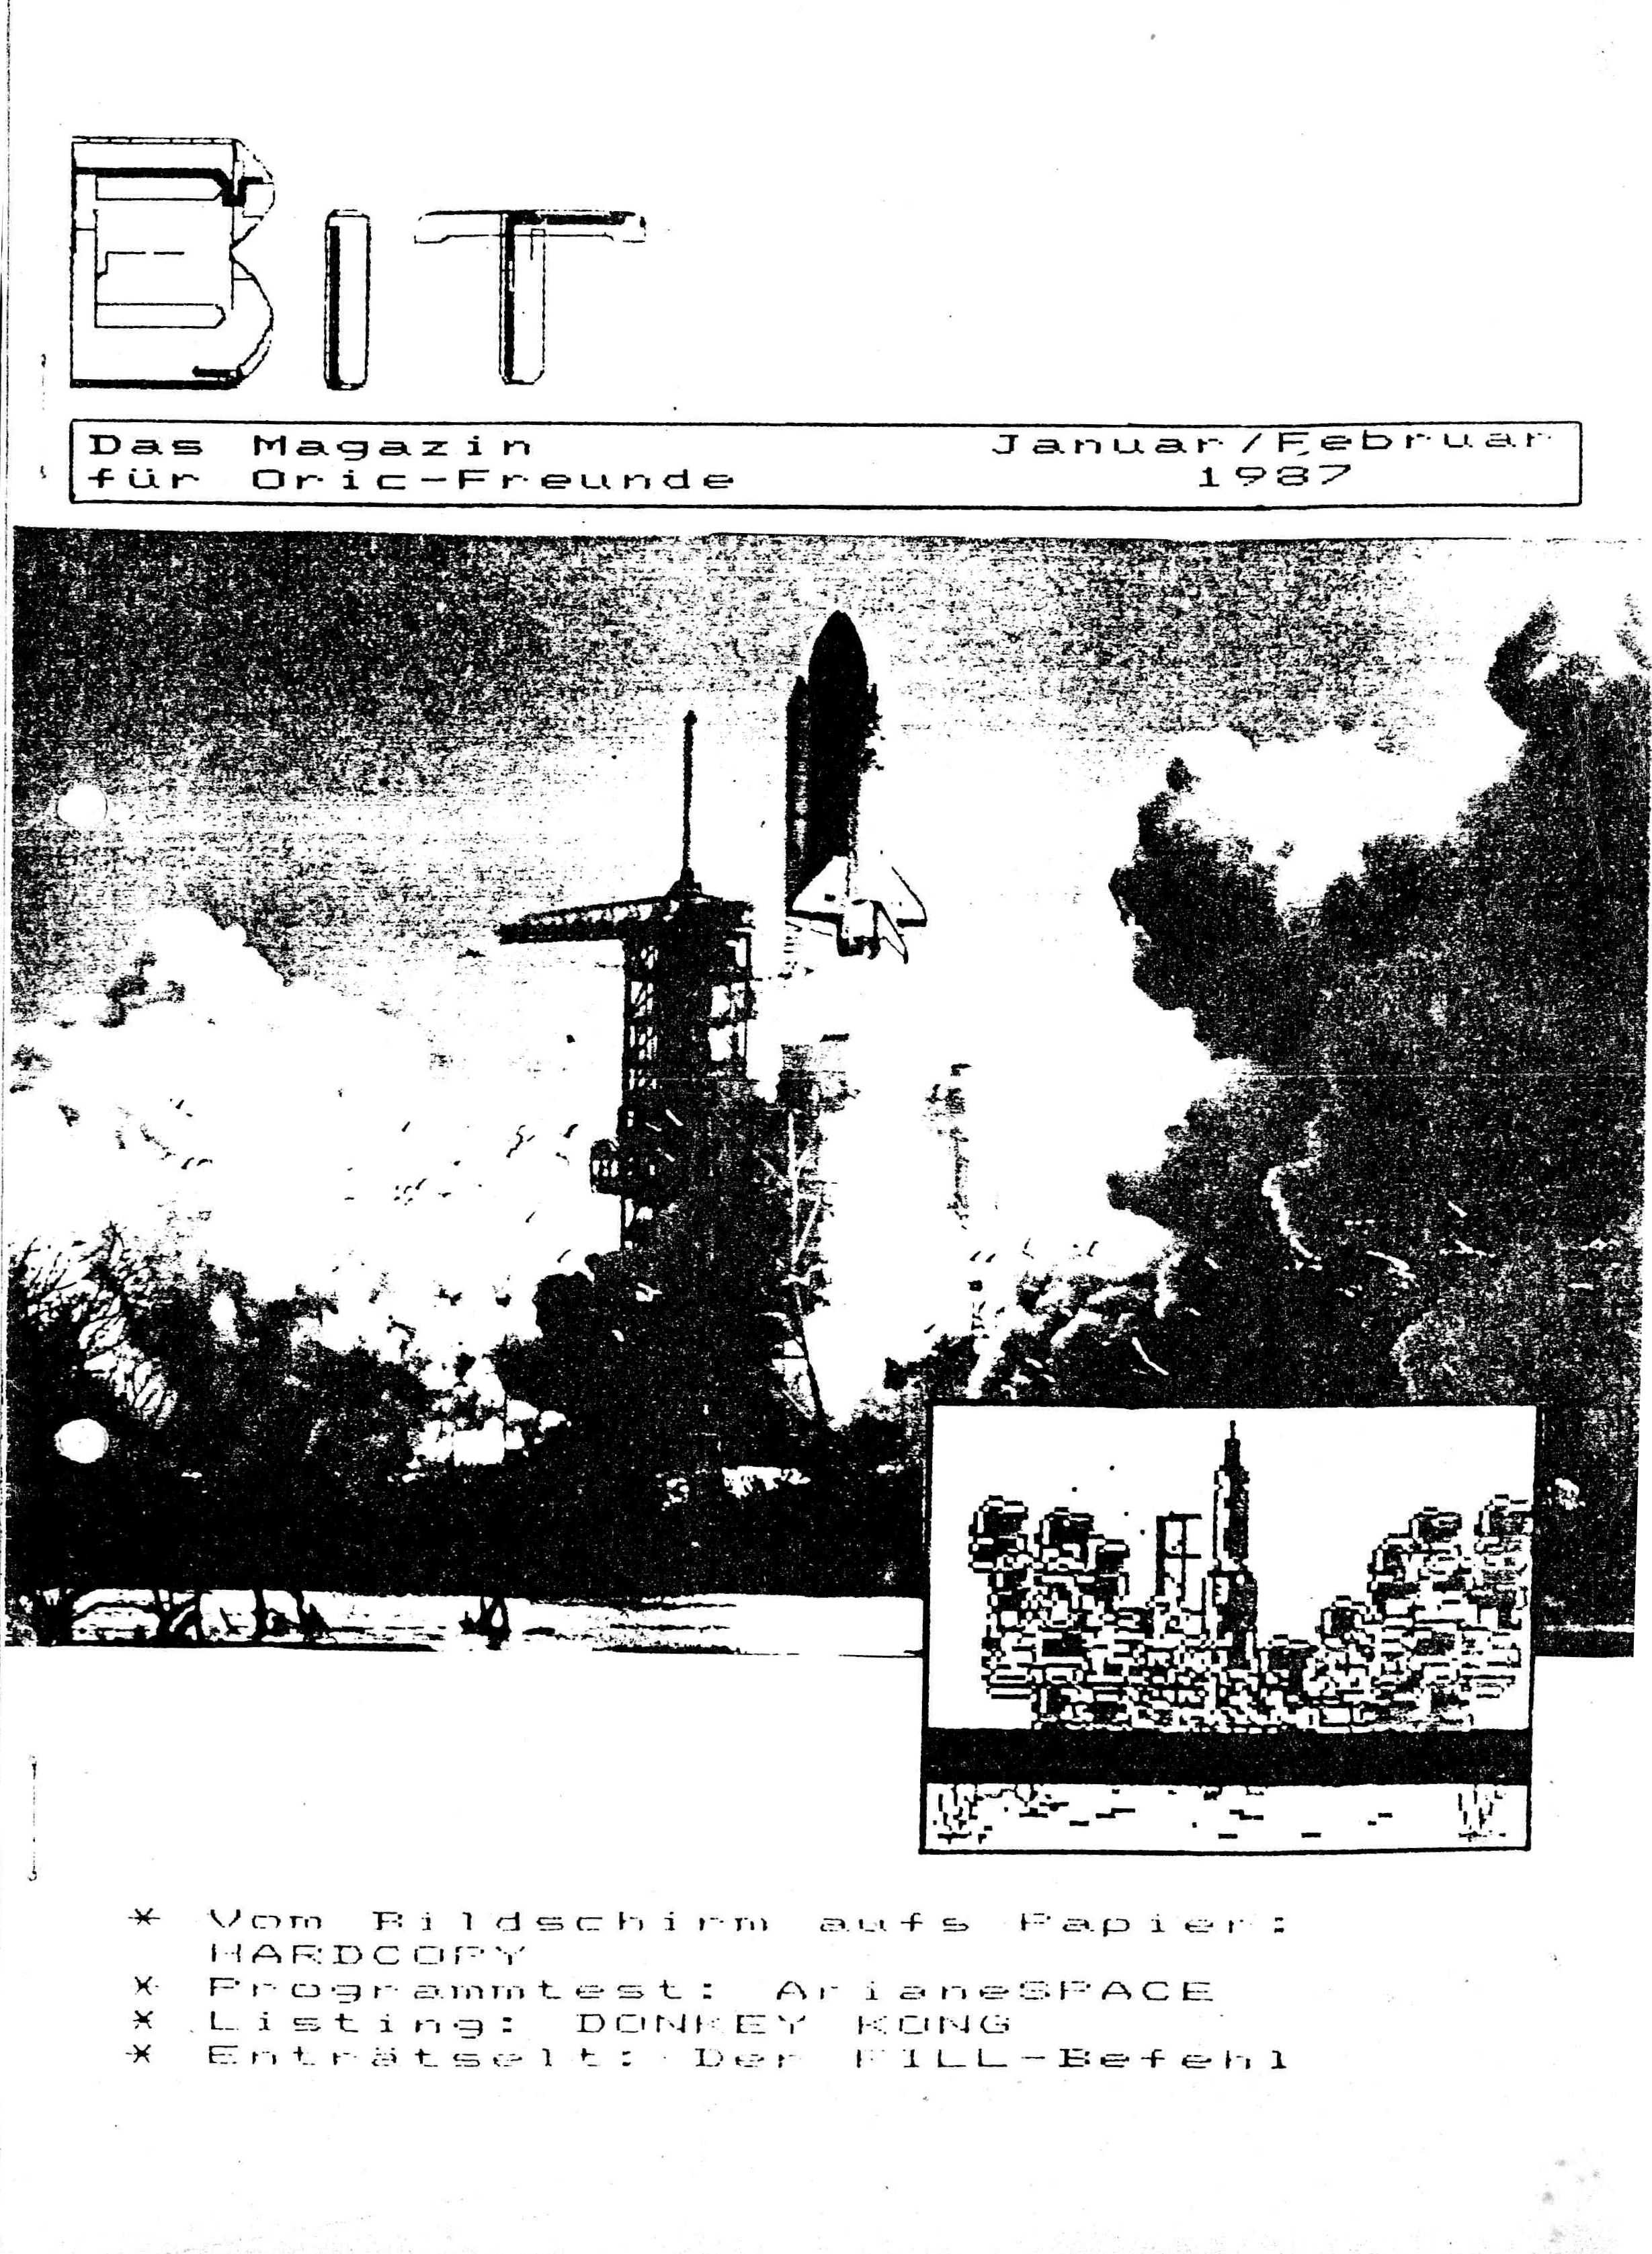 BIT
Das Magazin
für Oric-Freunde
Januar/Februar
1987
* Vom Bildschirm aufs Papier:
HARDCOPY
* Programmtest: ArianeSPACE
* Listing: DONKEY KONG
* Enträtselt: Der FILL-Befehl